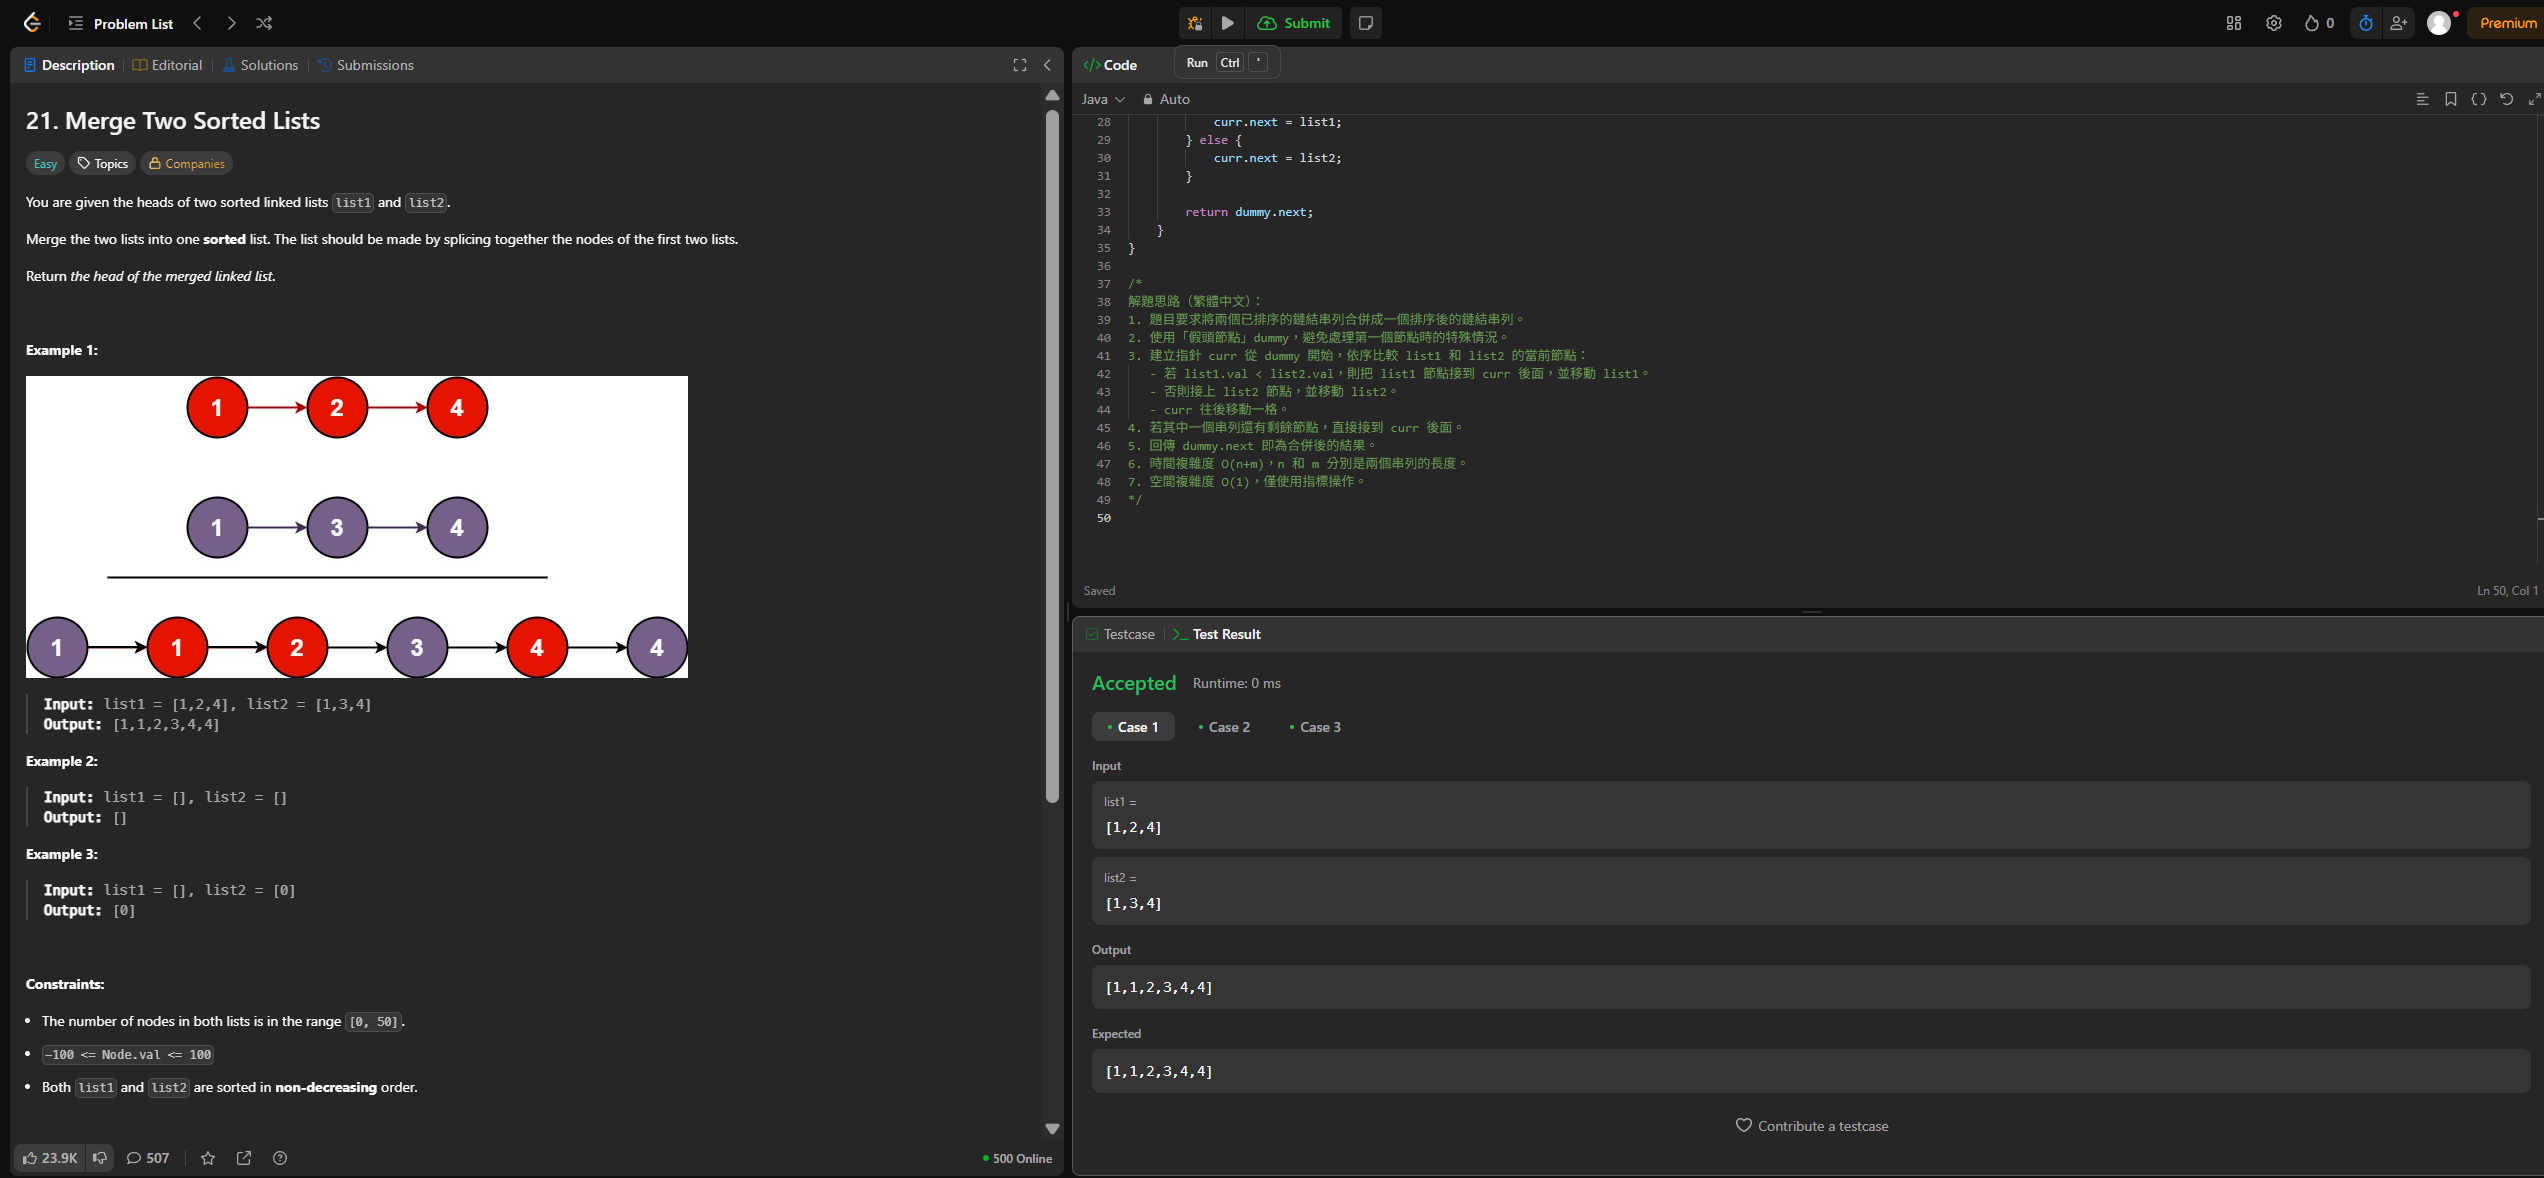 Problem List
Submit
0
Premium
Description
Editorial
Solutions
Submissions
21. Merge Two Sorted Lists
Easy
Topics
Companies
You are given the heads of two sorted linked lists list1 and list2.
Merge the two lists into one sorted list. The list should be made by splicing together the nodes of the first two lists.
Return the head of the merged linked list.
Example 1:
1 2 4
1 3 4
1 1 2 3 4 4
Input: list1 = [1,2,4], list2 = [1,3,4]
Output: [1,1,2,3,4,4]
Example 2:
Input: list1 = [], list2 = []
Output: []
Example 3:
Input: list1 = [], list2 = [0]
Output: [0]
Constraints:
• The number of nodes in both lists is in the range [0, 50].
• -100 <= Node.val <= 100
• Both list1 and list2 are sorted in non-decreasing order.
23.9K
507
500 Online
</> Code
Run Ctrl '
Java
Auto
28 curr.next = list1;
29 } else {
30 curr.next = list2;
31 }
32
33 return dummy.next;
34 }
35 }
36
37 /*
38 解題思路（繁體中文）：
39 1. 題目要求將兩個已排序的鏈結串列合併成一個排序後的鏈結串列。
40 2. 使用「假頭節點」dummy，避免處理第一個節點時的特殊情況。
41 3. 建立指針 curr 從 dummy 開始，依序比較 list1 和 list2 的當前節點：
42 - 若 list1.val < list2.val，則把 list1 節點接到 curr 後面，並移動 list1。
43 - 否則接上 list2 節點，並移動 list2。
44 - curr 往後移動一格。
45 4. 若其中一個串列還有剩餘節點，直接接到 curr 後面。
46 5. 回傳 dummy.next 即為合併後的結果。
47 6. 時間複雜度 O(n+m)，n 和 m 分別是兩個串列的長度。
48 7. 空間複雜度 O(1)，僅使用指標操作。
49 */
50
Saved
Ln 50, Col 1
Testcase
>_ Test Result
Accepted
Runtime: 0 ms
• Case 1
• Case 2
• Case 3
Input
list1 =
[1,2,4]
list2 =
[1,3,4]
Output
[1,1,2,3,4,4]
Expected
[1,1,2,3,4,4]
Contribute a testcase